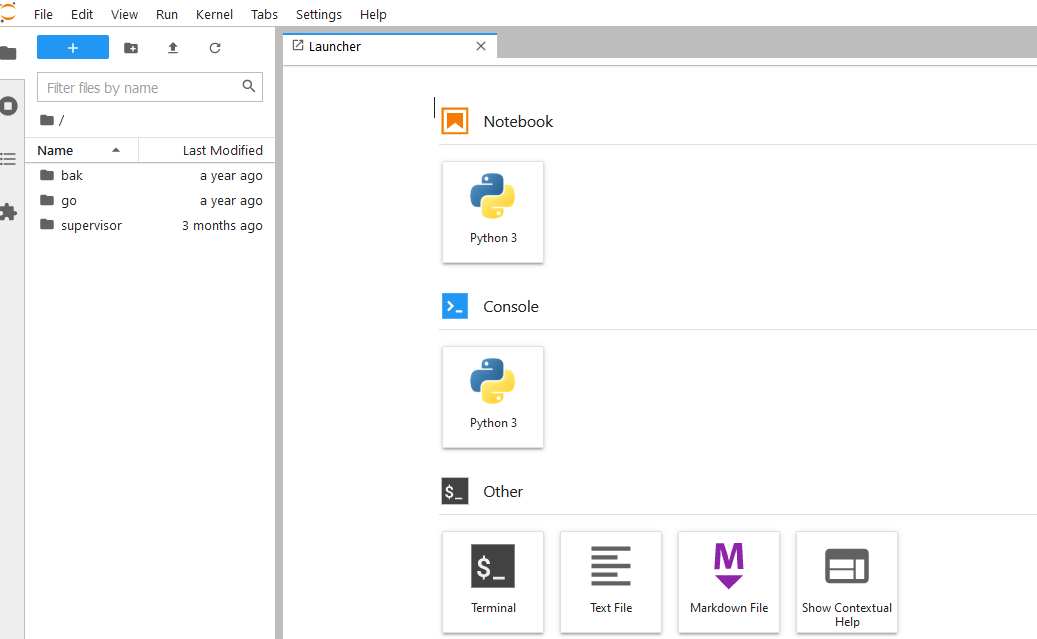 File Edit View Run Kernel Tabs Settings Help
+
Launcher
Filter files by name
/
Name Last Modified
bak a year ago
go a year ago
supervisor 3 months ago
Notebook
Python 3
Console
>_
Python 3
$_ Other
$_
M
Terminal
Text File
Markdown File
Show Contextual
Help